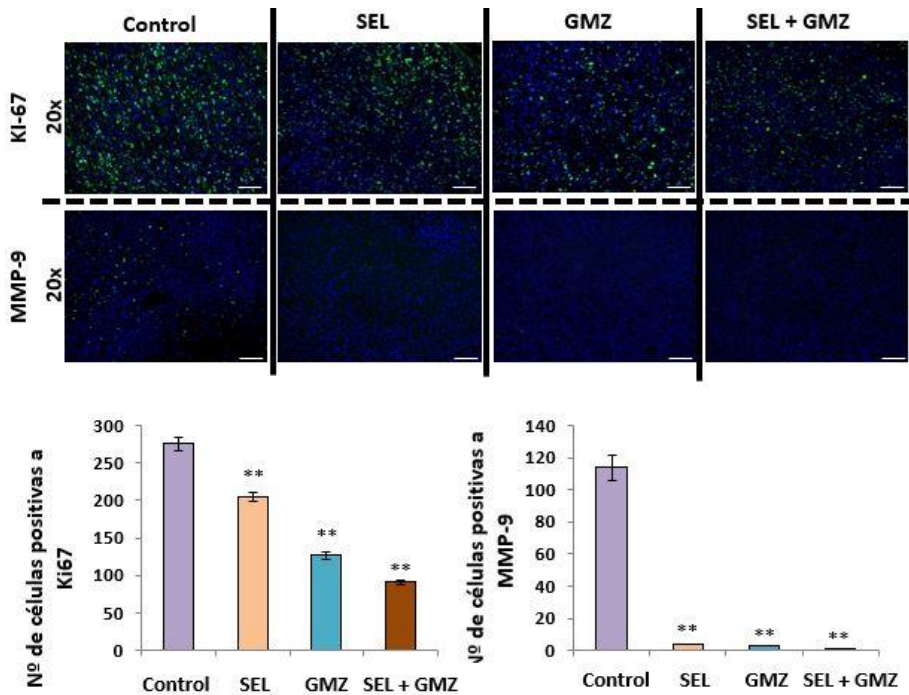 Control SEL GMZ SEL + GMZ
KI-67
20x
MMP-9
20x
Nº de células positivas a
Ki67
300
250
200
150
100
50
0
**
**
**
Control SEL GMZ SEL + GMZ
Nº de células positivas a
MMP-9
140
120
100
80
60
40
20
0
**
**
**
Control SEL GMZ SEL + GMZ